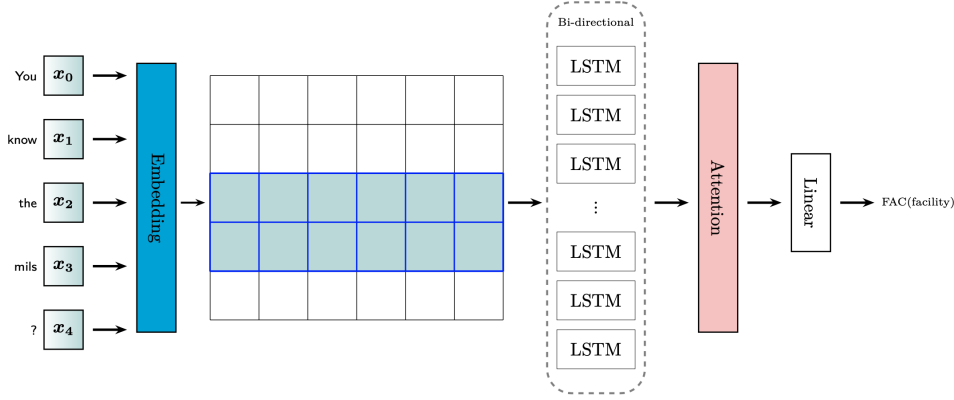 Bi-directional
You x₀
know x₁
the x₂
mils x₃
? x₄
Embedding
LSTM
LSTM
LSTM
...
LSTM
LSTM
LSTM
Attention
Linear
FAC(facility)